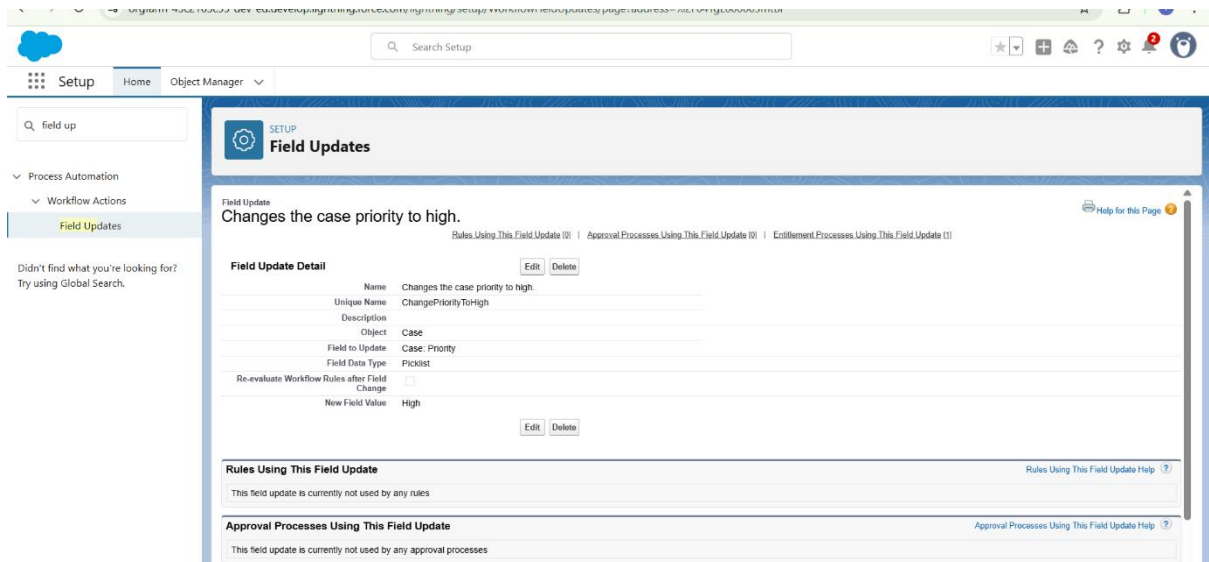 Search Setup
2
Setup
Home
Object Manager
field up
Process Automation
Workflow Actions
Field Updates
Didn't find what you're looking for?
Try using Global Search.
SETUP
Field Updates
Field Update
Changes the case priority to high.
Help for this Page
Rules Using This Field Update [0] | Approval Processes Using This Field Update [0] | Entitlement Processes Using This Field Update [1]
Field Update Detail
Edit Delete
Name Changes the case priority to high.
Unique Name ChangePriorityToHigh
Description
Object Case
Field to Update Case: Priority
Field Data Type Picklist
Re-evaluate Workflow Rules after Field
Change
New Field Value High
Edit Delete
Rules Using This Field Update
Rules Using This Field Update Help ?
This field update is currently not used by any rules
Approval Processes Using This Field Update
Approval Processes Using This Field Update Help ?
This field update is currently not used by any approval processes